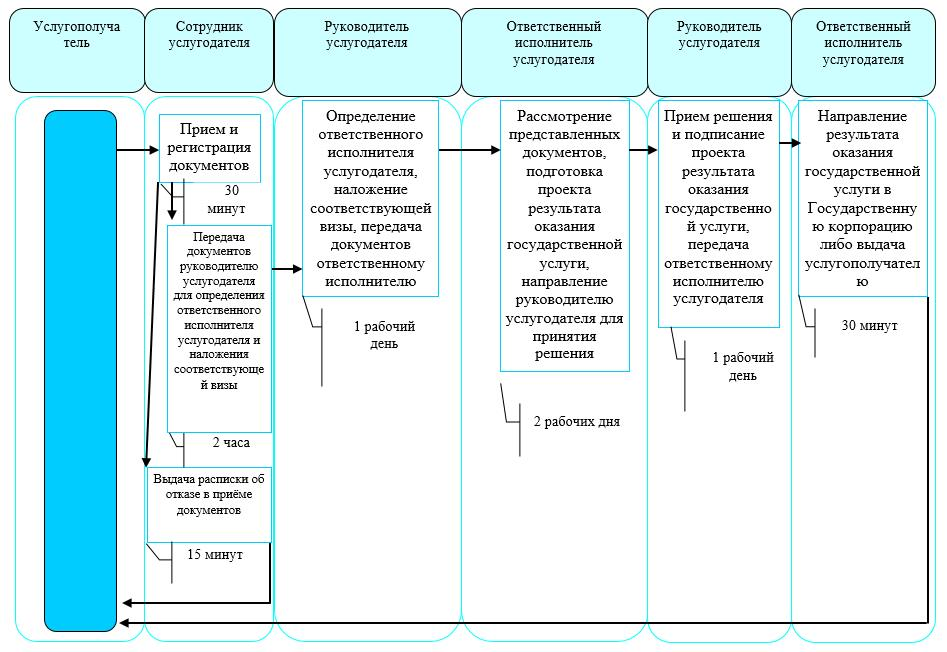 Услугополуча
тель
Сотрудник
услугодателя
Руководитель
услугодателя
Ответственный
исполнитель
услугодателя
Руководитель
услугодателя
Ответственный
исполнитель
услугодателя
Прием и
регистрация
документов
30
минут
Передача
документов
руководителю
услугодателя
для определения
ответственного
исполнителя
услугодателя и
наложения
соответствующе
й визы
2 часа
Выдача расписки об
отказе в приёме
документов
15 минут
Определение
ответственного
исполнителя
услугодателя,
наложение
соответствующей
визы, передача
документов
ответственному
исполнителю
1 рабочий
день
Рассмотрение
представленных
документов,
подготовка
проекта
результата
оказания
государственной
услуги,
направление
руководителю
услугодателя для
принятия
решения
2 рабочих дня
Прием решения
и подписание
проекта
результата
оказания
государственно
й услуги,
передача
ответственному
исполнителю
услугодателя
1 рабочий
день
Направление
результата
оказания
государственной
услуги в
Государственну
ю корпорацию
либо выдача
услугополучател
ю
30 минут